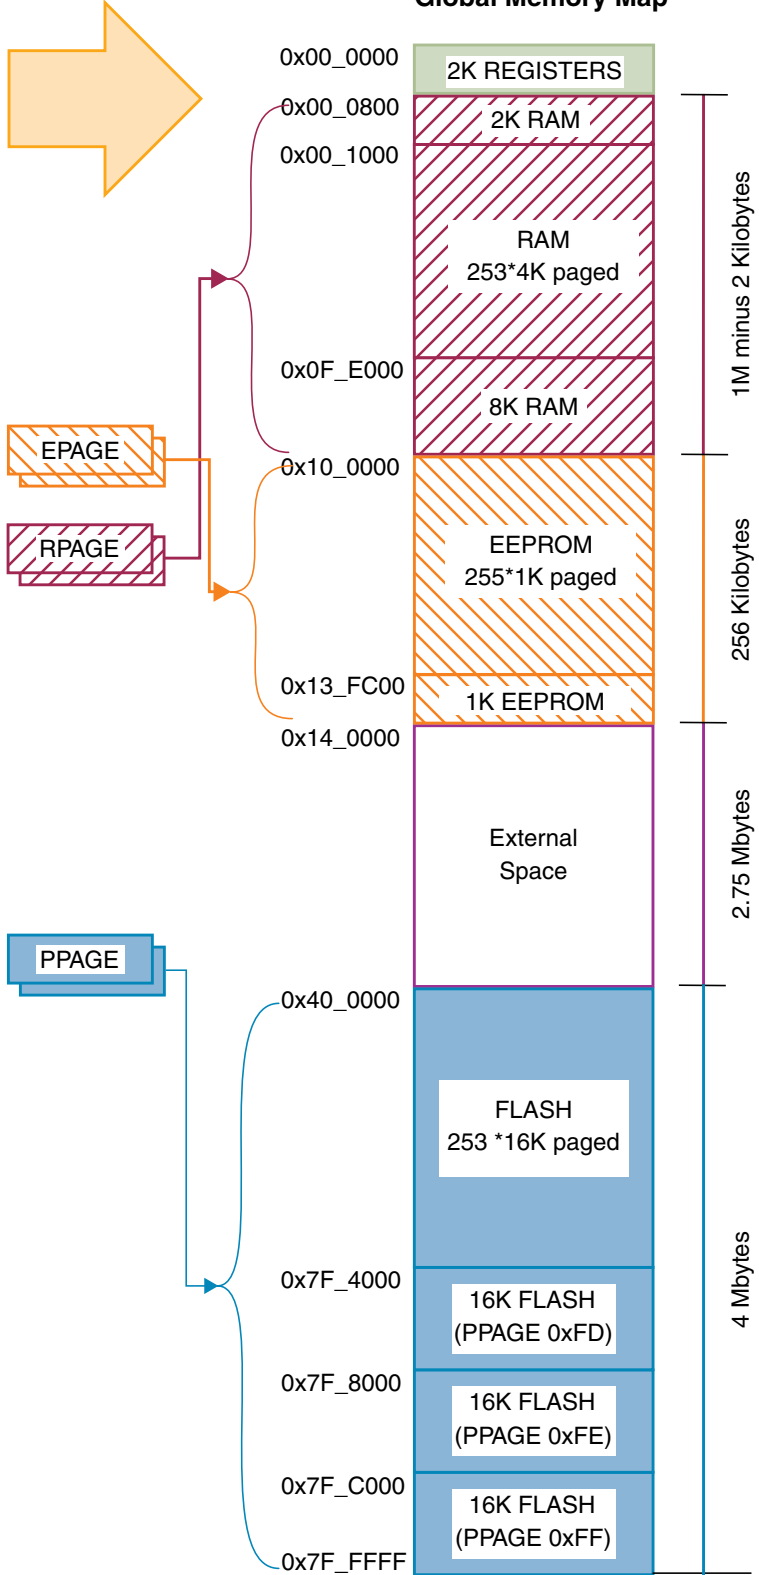 Global Memory Map
0x00_0000
2K REGISTERS
0x00_0800
2K RAM
0x00_1000
RAM
253*4K paged
1M minus 2 Kilobytes
0x0F_E000
8K RAM
EPAGE
0x10_0000
RPAGE
EEPROM
255*1K paged
256 Kilobytes
0x13_FC00
1K EEPROM
0x14_0000
External
Space
2.75 Mbytes
PPAGE
0x40_0000
FLASH
253 *16K paged
4 Mbytes
0x7F_4000
16K FLASH
(PPAGE 0xFD)
0x7F_8000
16K FLASH
(PPAGE 0xFE)
0x7F_C000
16K FLASH
(PPAGE 0xFF)
0x7F_FFFF